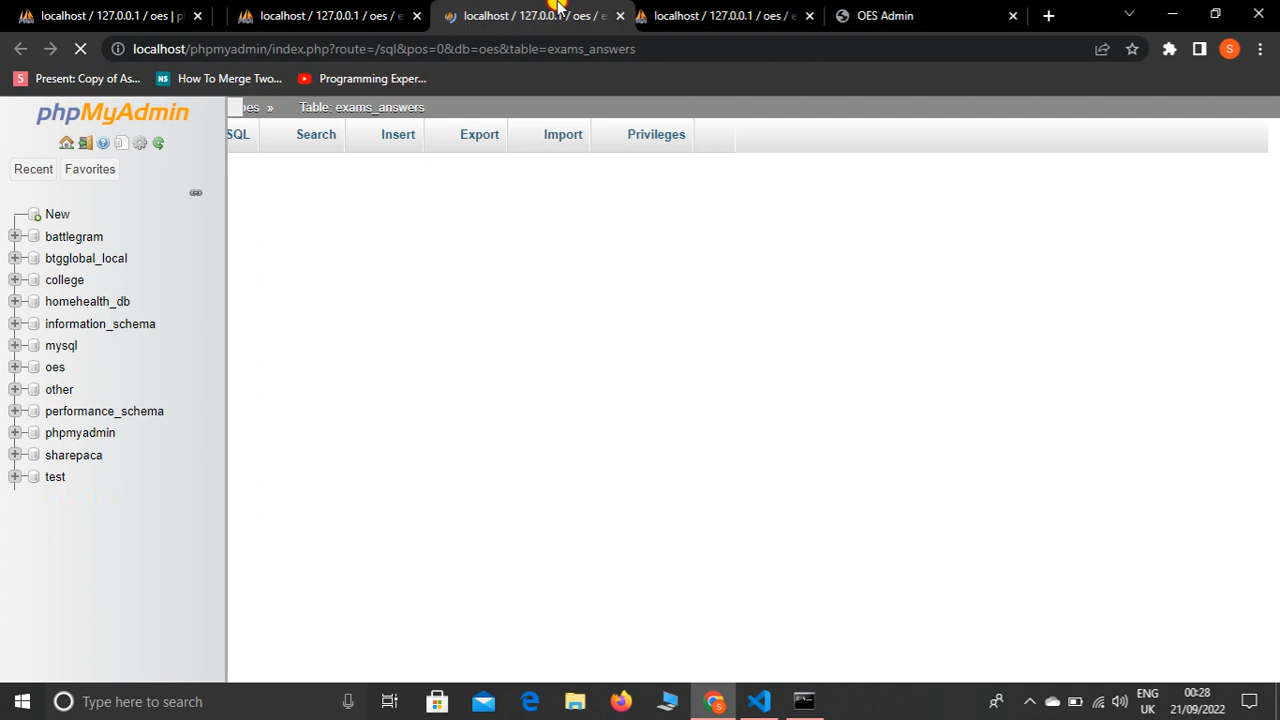 localhost / 127.0.0.1 / oes | p
localhost / 127.0.0.1 / oes / e
localhost / 127.0.0.1 / oes / e
localhost / 127.0.0.1 / oes / e
OES Admin
localhost/phpmyadmin/index.php?route=/sql&pos=0&db=oes&table=exams_answers
S
S Present: Copy of As...
NS How To Merge Two...
Programming Exper...
phpMyAdmin
oes » Table: exams_answers
SQL
Search
Insert
Export
Import
Privileges
Recent
Favorites
New
battlegram
btgglobal_local
college
homehealth_db
information_schema
mysql
oes
other
performance_schema
phpmyadmin
sharepaca
test
Type here to search
S
ENG
UK
00:28
21/09/2022